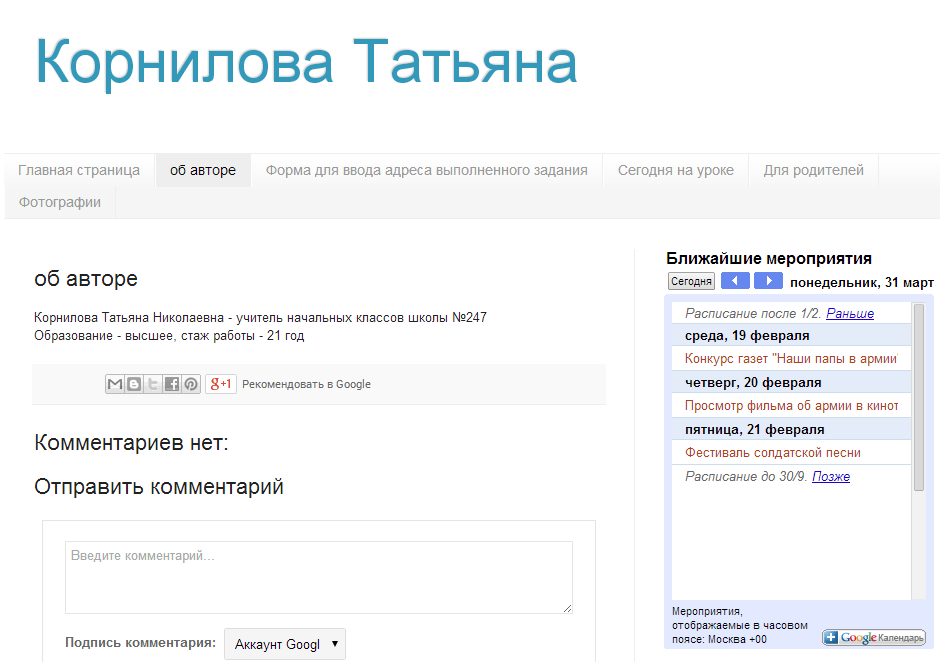 Корнилова Татьяна
Главная страница
об авторе
Форма для ввода адреса выполненного задания
Сегодня на уроке
Для родителей
Фотографии
об авторе
Корнилова Татьяна Николаевна - учитель начальных классов школы №247
Образование - высшее, стаж работы - 21 год
g+1 Рекомендовать в Google
Комментариев нет:
Отправить комментарий
Введите комментарий...
Подпись комментария: Аккаунт Googl
Ближайшие мероприятия
Сегодня понедельник, 31 март
Расписание после 1/2. Раньше
среда, 19 февраля
Конкурс газет "Наши папы в армии"
четверг, 20 февраля
Просмотр фильма об армии в кинот
пятница, 21 февраля
Фестиваль солдатской песни
Расписание до 30/9. Позже
Мероприятия,
отображаемые в часовом
поясе: Москва +00
Google Календарь